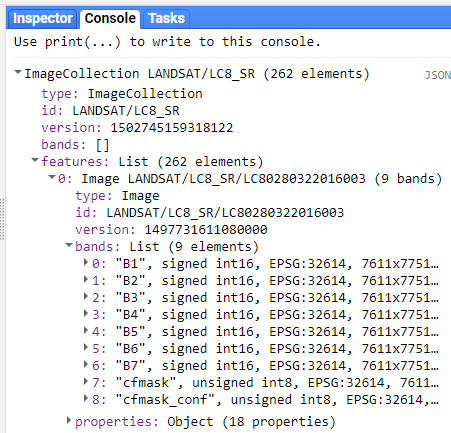 Inspector Console Tasks
Use print(...) to write to this console.
ImageCollection LANDSAT/LC8_SR (262 elements) JSON
type: ImageCollection
id: LANDSAT/LC8_SR
version: 1502745159318122
bands: []
features: List (262 elements)
0: Image LANDSAT/LC8_SR/LC80280322016003 (9 bands)
type: Image
id: LANDSAT/LC8_SR/LC80280322016003
version: 1497731611080000
bands: List (9 elements)
0: "B1", signed int16, EPSG:32614, 7611x7751…
1: "B2", signed int16, EPSG:32614, 7611x7751…
2: "B3", signed int16, EPSG:32614, 7611x7751…
3: "B4", signed int16, EPSG:32614, 7611x7751…
4: "B5", signed int16, EPSG:32614, 7611x7751…
5: "B6", signed int16, EPSG:32614, 7611x7751…
6: "B7", signed int16, EPSG:32614, 7611x7751…
7: "cfmask", unsigned int8, EPSG:32614, 7611…
8: "cfmask_conf", unsigned int8, EPSG:32614,…
properties: Object (18 properties)